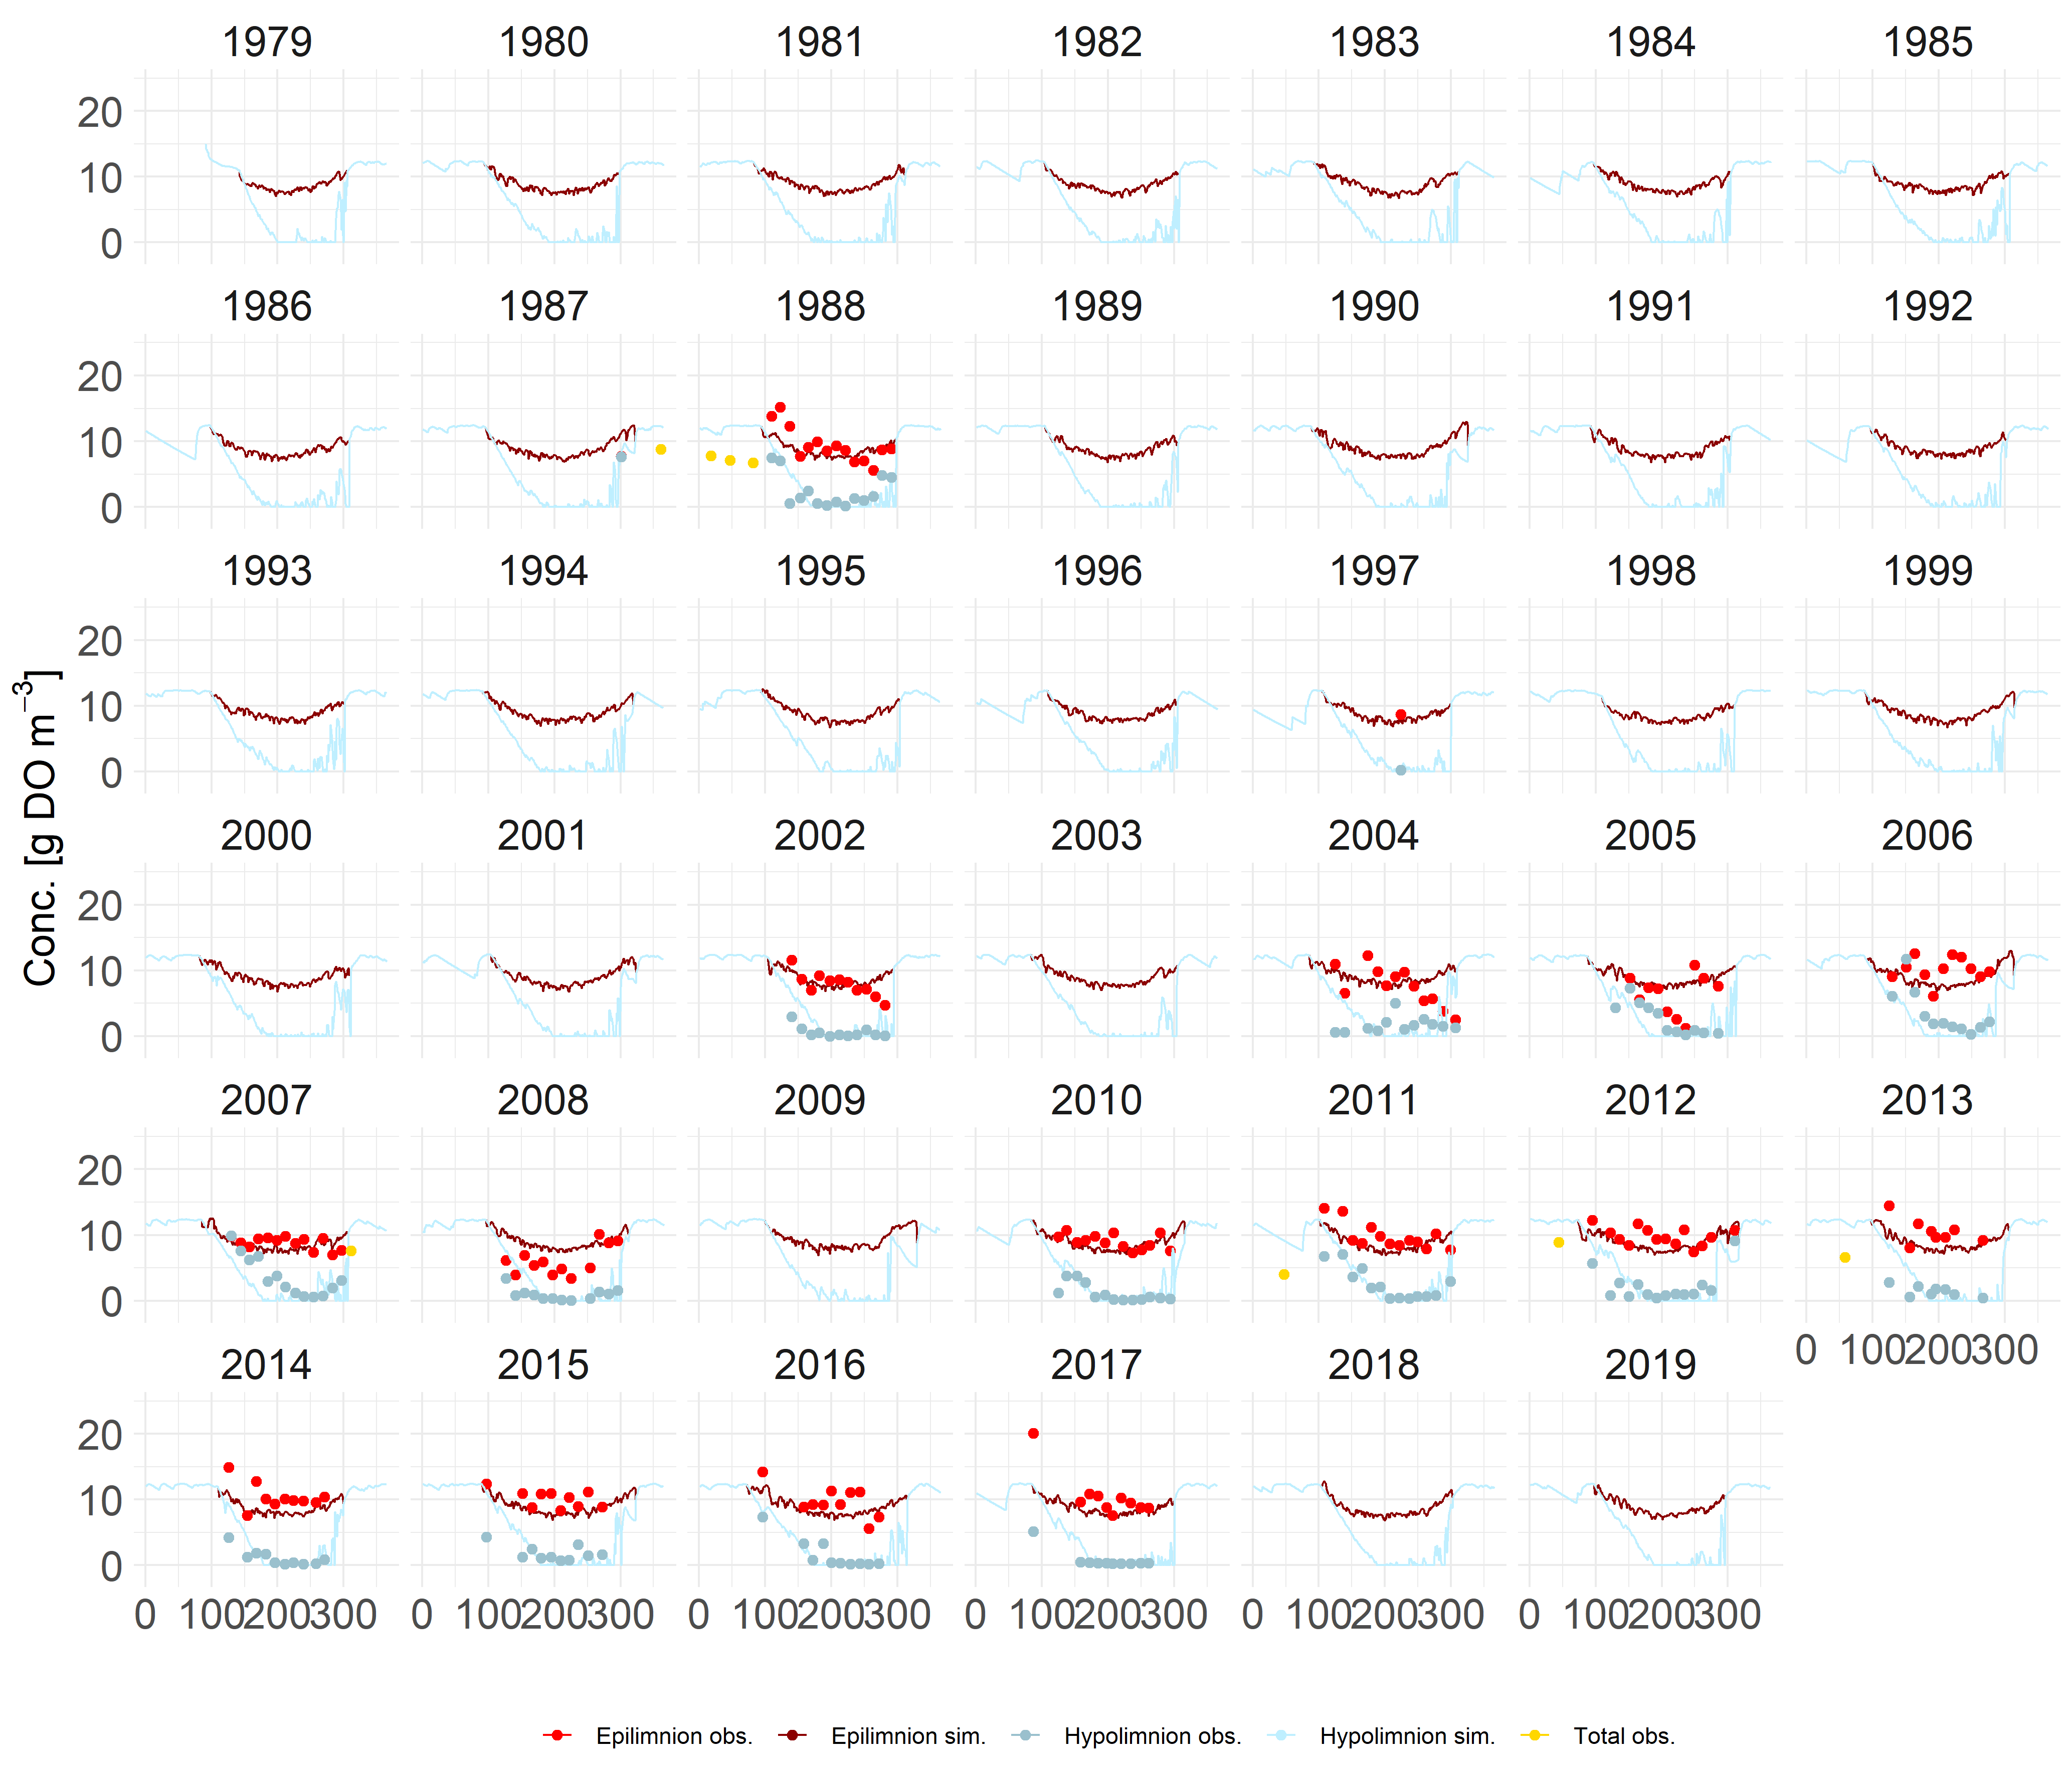 1979 1980 1981 1982 1983 1984 1985
20
10
0
1986 1987 1988 1989 1990 1991 1992
20
10
0
1993 1994 1995 1996 1997 1998 1999
20
10
0
Conc. [g DO m⁻³]
2000 2001 2002 2003 2004 2005 2006
20
10
0
2007 2008 2009 2010 2011 2012 2013
20
10
0
0 100 200 300
2014 2015 2016 2017 2018 2019
20
10
0
0 100 200 300 0 100 200 300 0 100 200 300 0 100 200 300 0 100 200 300 0 100 200 300
Epilimnion obs. Epilimnion sim. Hypolimnion obs. Hypolimnion sim. Total obs.